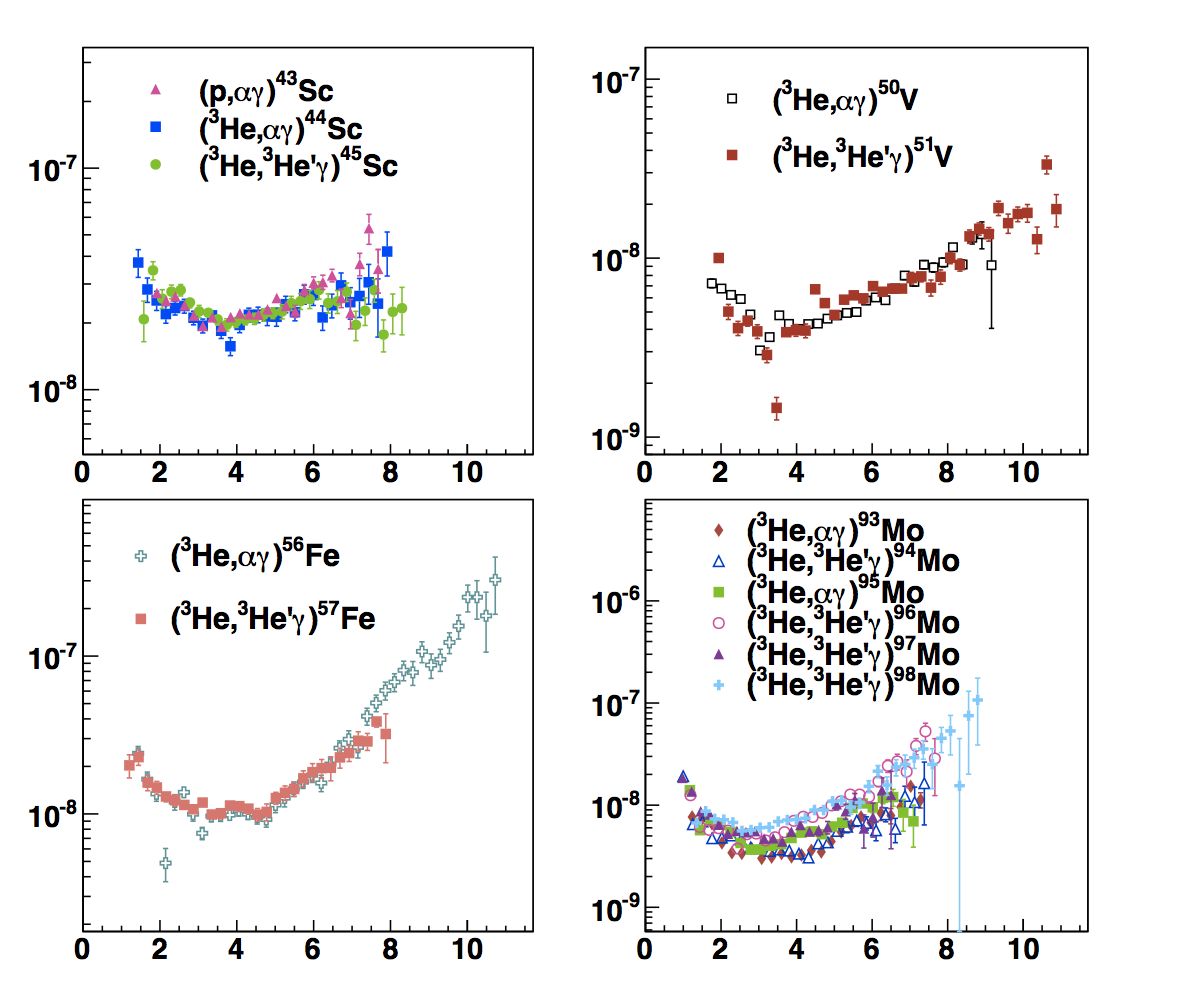 (p,αγ)⁴³Sc
(³He,αγ)⁴⁴Sc
(³He,³He'γ)⁴⁵Sc
10⁻⁷
10⁻⁸
0 2 4 6 8 10
(³He,αγ)⁵⁰V
(³He,³He'γ)⁵¹V
10⁻⁷
10⁻⁸
10⁻⁹
0 2 4 6 8 10
(³He,αγ)⁵⁶Fe
(³He,³He'γ)⁵⁷Fe
10⁻⁷
10⁻⁸
0 2 4 6 8 10
(³He,αγ)⁹³Mo
(³He,³He'γ)⁹⁴Mo
(³He,αγ)⁹⁵Mo
(³He,³He'γ)⁹⁶Mo
(³He,³He'γ)⁹⁷Mo
(³He,³He'γ)⁹⁸Mo
10⁻⁶
10⁻⁷
10⁻⁸
10⁻⁹
0 2 4 6 8 10